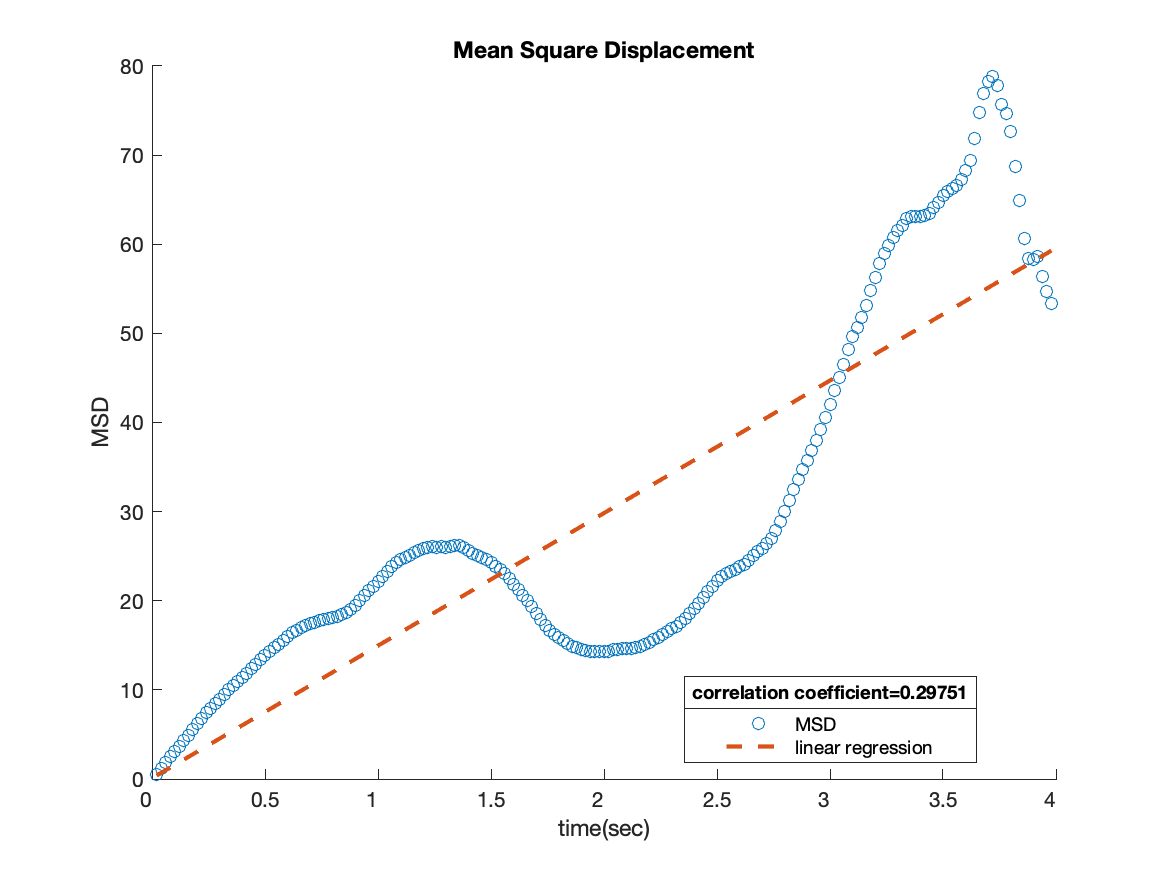 Mean Square Displacement
80
70
60
50
40
30
20
10
0
MSD
0 0.5 1 1.5 2 2.5 3 3.5 4
time(sec)
correlation coefficient=0.29751
MSD
linear regression